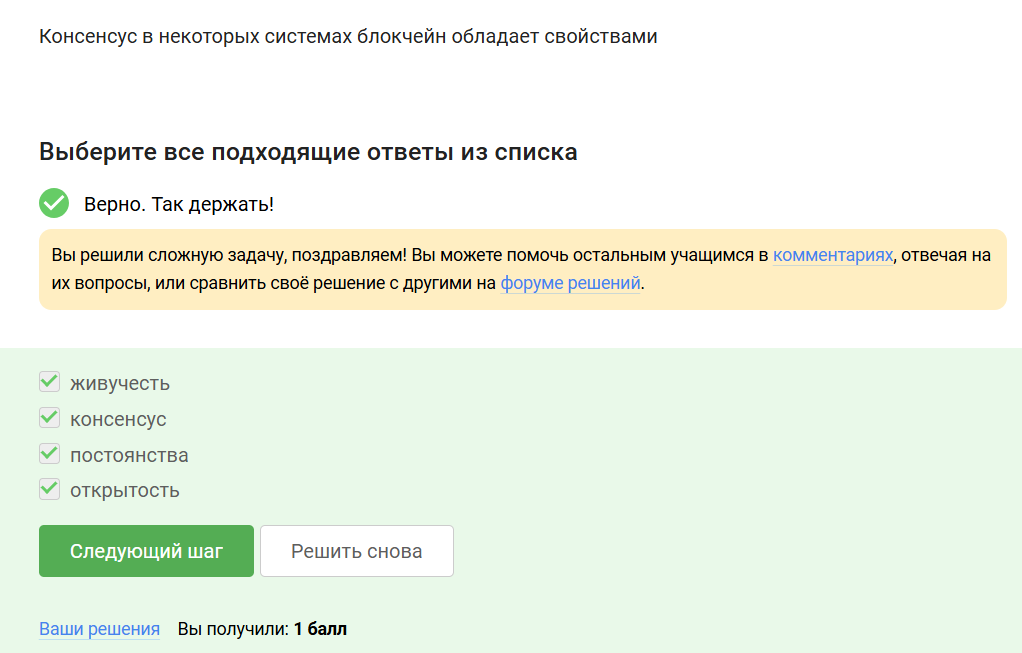 Консенсус в некоторых системах блокчейн обладает свойствами
Выберите все подходящие ответы из списка
Верно. Так держать!
Вы решили сложную задачу, поздравляем! Вы можете помочь остальным учащимся в комментариях, отвечая на
их вопросы, или сравнить своё решение с другими на форуме решений.
живучесть
консенсус
постоянства
открытость
Следующий шаг
Решить снова
Ваши решения Вы получили: 1 балл